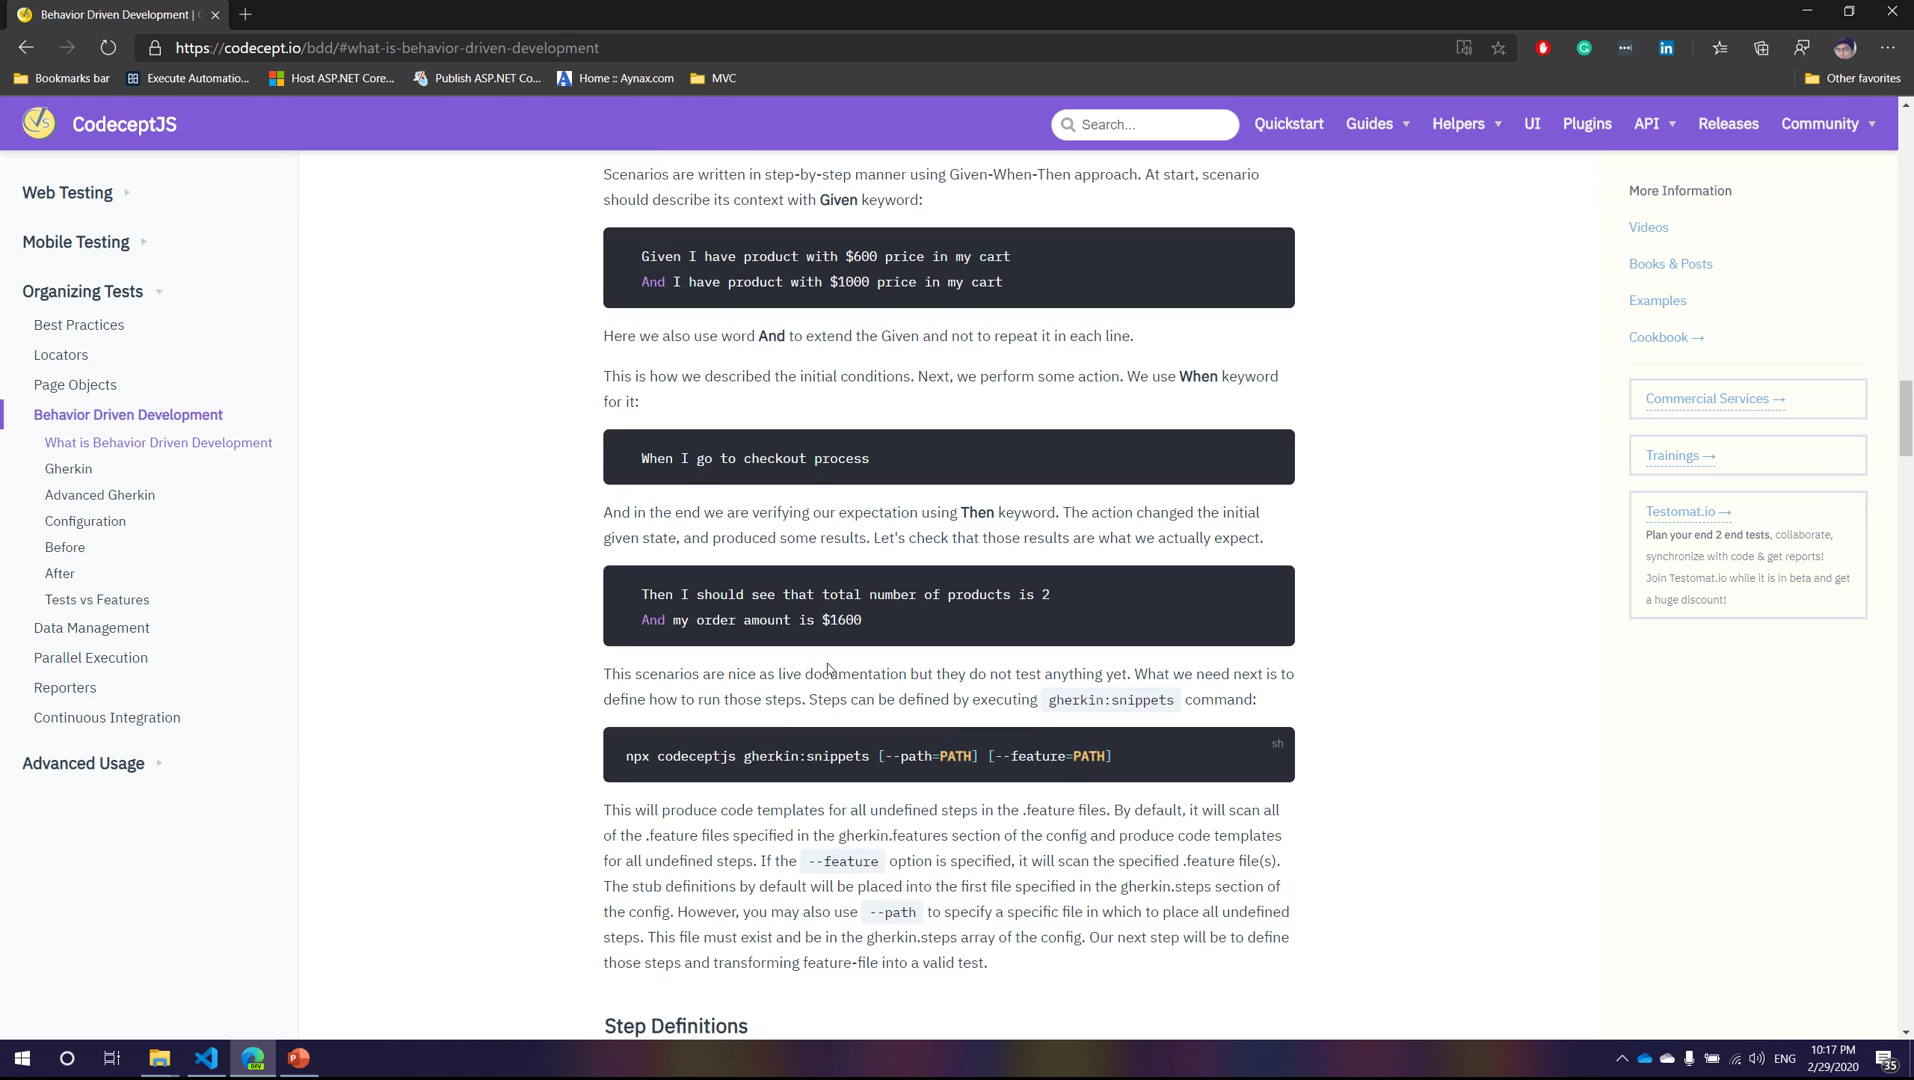 Behavior Driven Development |
https://codecept.io/bdd/#what-is-behavior-driven-development
Bookmarks bar
Execute Automatio...
Host ASP.NET Core...
Publish ASP.NET Co...
Home :: Aynax.com
MVC
Other favorites
CodeceptJS
Search...
Quickstart
Guides
Helpers
UI
Plugins
API
Releases
Community
Web Testing
Mobile Testing
Organizing Tests
Best Practices
Locators
Page Objects
Behavior Driven Development
What is Behavior Driven Development
Gherkin
Advanced Gherkin
Configuration
Before
After
Tests vs Features
Data Management
Parallel Execution
Reporters
Continuous Integration
Advanced Usage
Scenarios are written in step-by-step manner using Given-When-Then approach. At start, scenario
should describe its context with Given keyword:
Given I have product with $600 price in my cart
And I have product with $1000 price in my cart
Here we also use word And to extend the Given and not to repeat it in each line.
This is how we described the initial conditions. Next, we perform some action. We use When keyword
for it:
When I go to checkout process
And in the end we are verifying our expectation using Then keyword. The action changed the initial
given state, and produced some results. Let's check that those results are what we actually expect.
Then I should see that total number of products is 2
And my order amount is $1600
This scenarios are nice as live documentation but they do not test anything yet. What we need next is to
define how to run those steps. Steps can be defined by executing gherkin:snippets command:
sh
npx codeceptjs gherkin:snippets [--path=PATH] [--feature=PATH]
This will produce code templates for all undefined steps in the .feature files. By default, it will scan all
of the .feature files specified in the gherkin.features section of the config and produce code templates
for all undefined steps. If the --feature option is specified, it will scan the specified .feature file(s).
The stub definitions by default will be placed into the first file specified in the gherkin.steps section of
the config. However, you may also use --path to specify a specific file in which to place all undefined
steps. This file must exist and be in the gherkin.steps array of the config. Our next step will be to define
those steps and transforming feature-file into a valid test.
Step Definitions
More Information
Videos
Books & Posts
Examples
Cookbook →
Commercial Services →
Trainings →
Testomat.io →
Plan your end 2 end tests, collaborate,
synchronize with code & get reports!
Join Testomat.io while it is in beta and get
a huge discount!
DEV
ENG
10:17 PM
2/29/2020
35